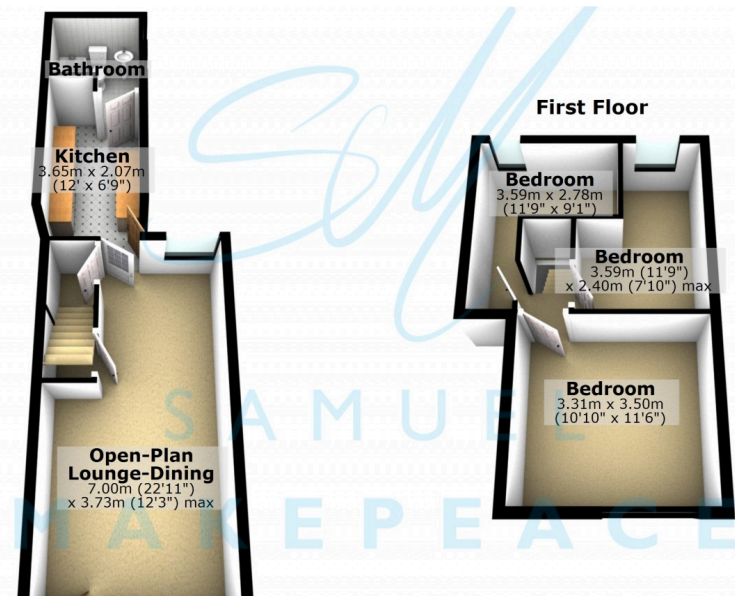 Bathroom
Kitchen
3.65m x 2.07m
(12' x 6'9")
Open-Plan
Lounge-Dining
7.00m (22'11")
x 3.73m (12'3") max
First Floor
Bedroom
3.59m x 2.78m
(11'9" x 9'1")
Bedroom
3.59m (11'9")
x 2.40m (7'10") max
Bedroom
3.31m x 3.50m
(10'10" x 11'6")
SM
SAMUEL
MAKEPEACE